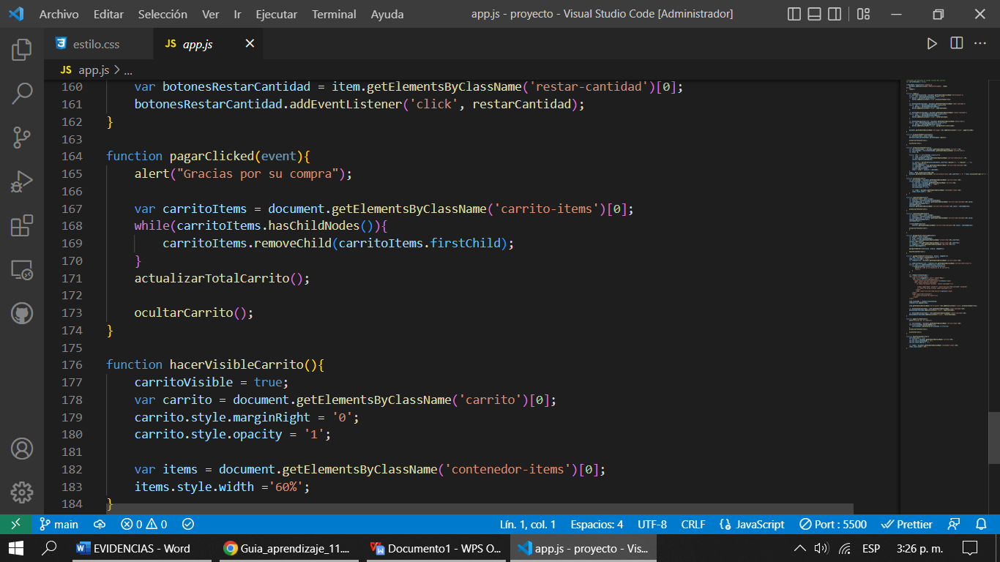 Archivo Editar Selección Ver Ir Ejecutar Terminal Ayuda app.js - proyecto - Visual Studio Code [Administrador]
estilo.css JS app.js
JS app.js > ...
160 var botonesRestarCantidad = item.getElementsByClassName('restar-cantidad')[0];
161 botonesRestarCantidad.addEventListener('click', restarCantidad);
162 }
163
164 function pagarClicked(event){
165 alert("Gracias por su compra");
166
167 var carritoItems = document.getElementsByClassName('carrito-items')[0];
168 while(carritoItems.hasChildNodes()){
169 carritoItems.removeChild(carritoItems.firstChild);
170 }
171 actualizarTotalCarrito();
172
173 ocultarCarrito();
174 }
175
176 function hacerVisibleCarrito(){
177 carritoVisible = true;
178 var carrito = document.getElementsByClassName('carrito')[0];
179 carrito.style.marginRight = '0';
180 carrito.style.opacity = '1';
181
182 var items = document.getElementsByClassName('contenedor-items')[0];
183 items.style.width ='60%';
184 }
main 0 0 Lín. 1, col. 1 Espacios: 4 UTF-8 CRLF JavaScript Port : 5500 Prettier
EVIDENCIAS - Word Guia_aprendizaje_11.... Documento1 - WPS O... app.js - proyecto - Vis... ESP 3:26 p. m.